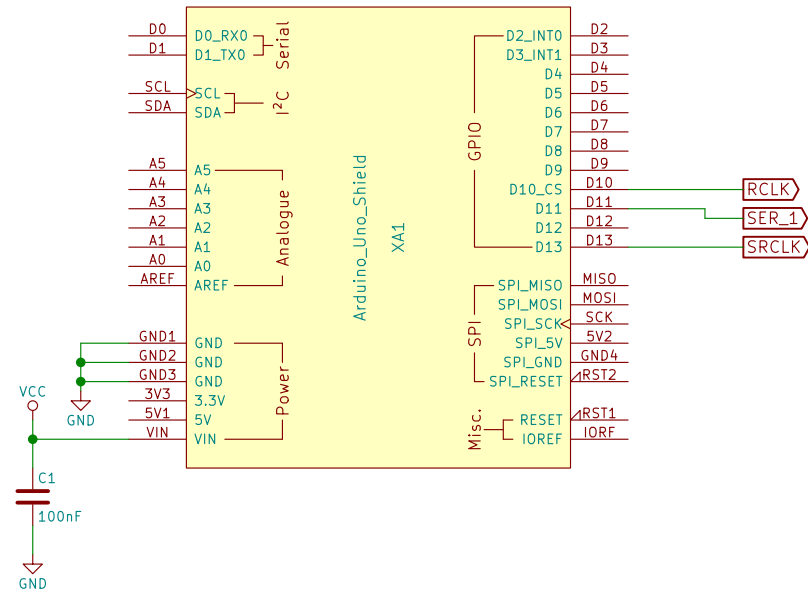 D0
D1
SCL
SDA
A5
A4
A3
A2
A1
A0
AREF
GND1
GND2
GND3
3V3
5V1
VIN
D0_RX0
D1_TX0
Serial
SCL
SDA
I²C
A5
A4
A3
A2
A1
A0
AREF
Analogue
GND
GND
GND
3.3V
5V
VIN
Power
Arduino_Uno_Shield
XA1
GPIO
D2_INT0
D3_INT1
D4
D5
D6
D7
D8
D9
D10_CS
D11
D12
D13
SPI
SPI_MISO
SPI_MOSI
SPI_SCK
SPI_5V
SPI_GND
SPI_RESET
Misc.
RESET
IOREF
D2
D3
D4
D5
D6
D7
D8
D9
D10
D11
D12
D13
MISO
MOSI
SCK
5V2
GND4
RST2
RST1
IORF
RCLK
SER_1
SRCLK
GND
VCC
C1
100nF
GND